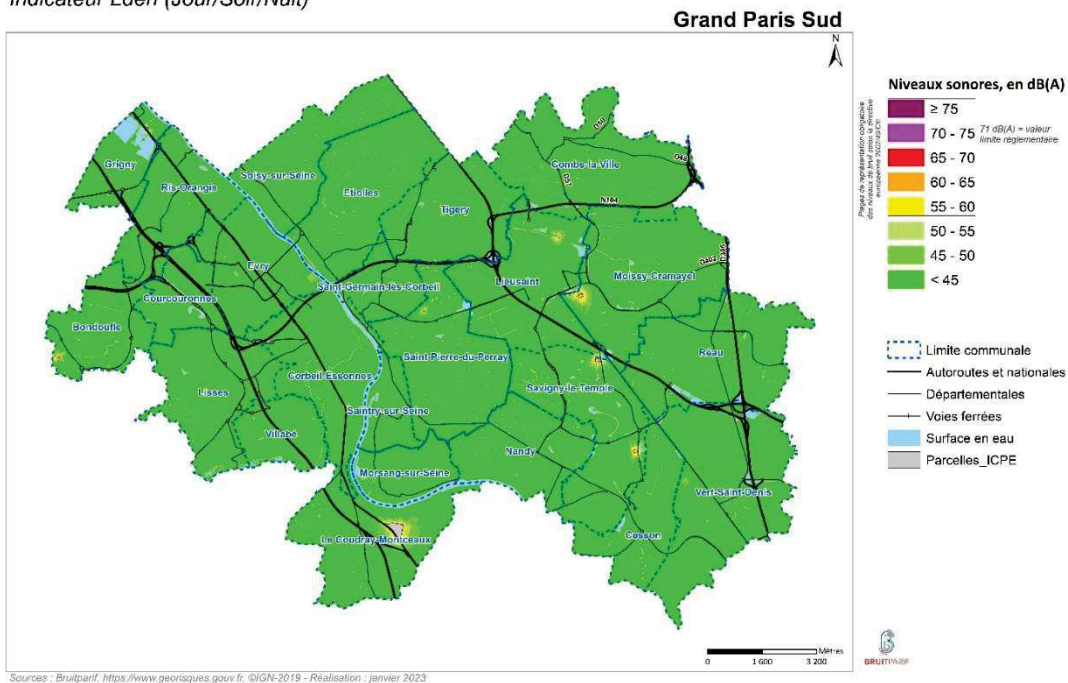 Indicateur Lden (Jour/Soir/Nuit)
Grand Paris Sud
N
Grigny
Ris-Orangis
Soisy-sur-Seine
Etiolles
Tigery
Combs-la-Ville
D50
D48
D57
N104
Evry
Saint-Germain-lès-Corbeil
Lieusaint
Moissy-Cramayel
D402
Courcouronnes
Bondoufle
Lisses
Corbeil-Essonnes
Saint-Pierre-du-Perray
Savigny-le-Temple
Réau
Saintry-sur-Seine
Villabé
Morsang-sur-Seine
Nandy
Vert-Saint-Denis
Le Coudray-Montceaux
Cesson
Niveaux sonores, en dB(A)
≥ 75
70 - 75
71 dB(A) = valeur
limite réglementaire
65 - 70
60 - 65
55 - 60
50 - 55
45 - 50
< 45
Limite communale
Autoroutes et nationales
Départementales
Voies ferrées
Surface en eau
Parcelles_ICPE
Mètres
0 1 600 3 200
BRUITPARIF
Sources : Bruitparif, https://www.georisques.gouv.fr, ©IGN-2019 - Réalisation : janvier 2023